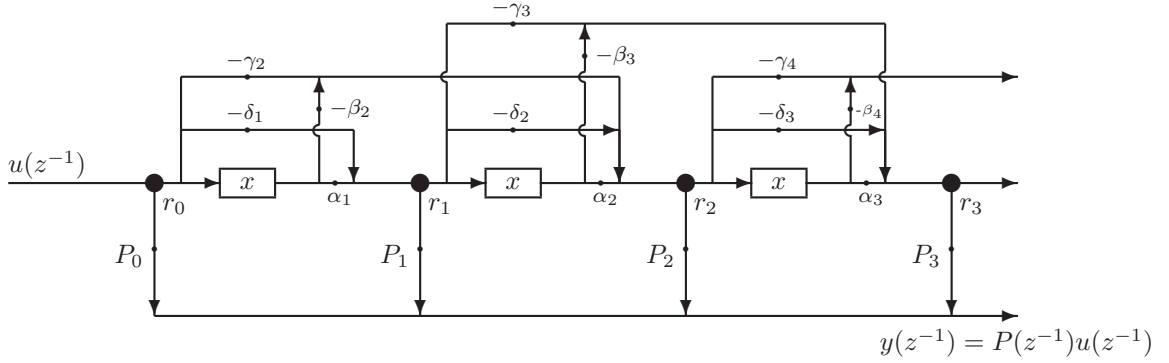 −γ₃
−γ₂
−β₃
−γ₄
−δ₁
−β₂
−δ₂
−δ₃
-β₄
u(z⁻¹)
x
x
x
r₀
α₁
r₁
α₂
r₂
α₃
r₃
P₀
P₁
P₂
P₃
y(z⁻¹) = P(z⁻¹)u(z⁻¹)